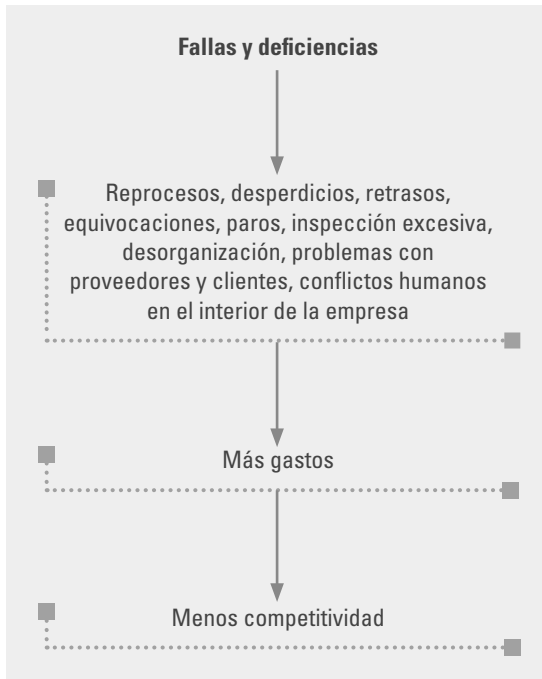 Fallas y deficiencias
Reprocesos, desperdicios, retrasos,
equivocaciones, paros, inspección excesiva,
desorganización, problemas con
proveedores y clientes, conflictos humanos
en el interior de la empresa
Más gastos
Menos competitividad